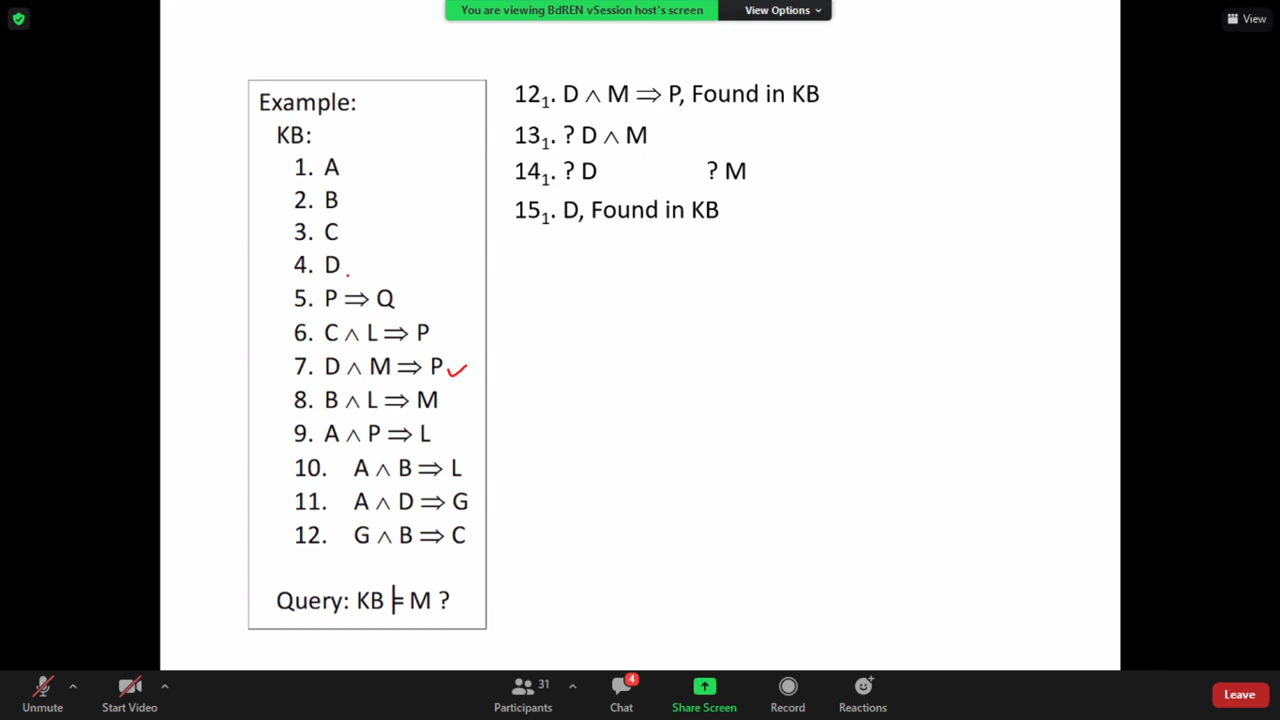 You are viewing BdREN vSession host's screen
View Options
View
Example:
KB:
1. A
2. B
3. C
4. D
5. P ⇒ Q
6. C ∧ L ⇒ P
7. D ∧ M ⇒ P
8. B ∧ L ⇒ M
9. A ∧ P ⇒ L
10. A ∧ B ⇒ L
11. A ∧ D ⇒ G
12. G ∧ B ⇒ C
Query: KB ⊨ M ?
12₁. D ∧ M ⇒ P, Found in KB
13₁. ? D ∧ M
14₁. ? D ? M
15₁. D, Found in KB
Unmute
Start Video
31
Participants
4
Chat
Share Screen
Record
Reactions
Leave